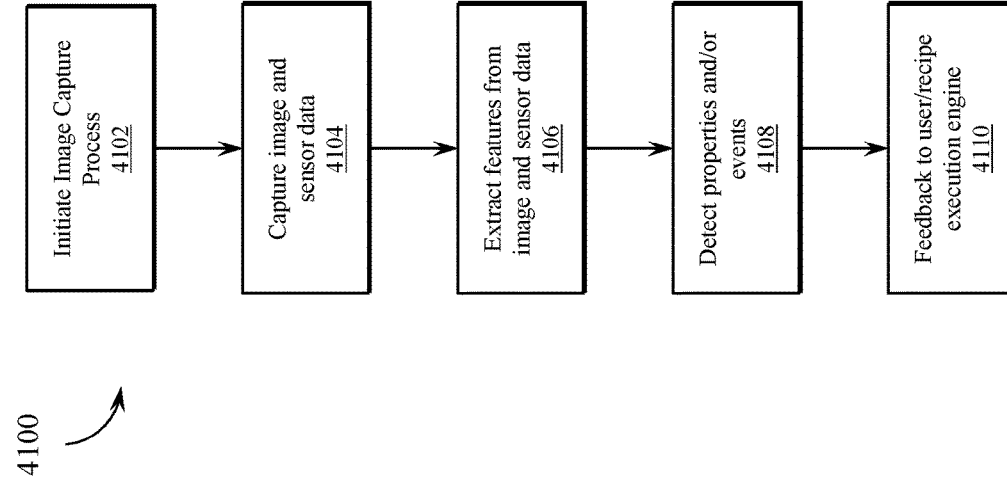 4100
Initiate Image Capture
Process
4102
Capture image and
sensor data
4104
Extract features from
image and sensor data
4106
Detect properties and/or
events
4108
Feedback to user/recipe
execution engine
4110